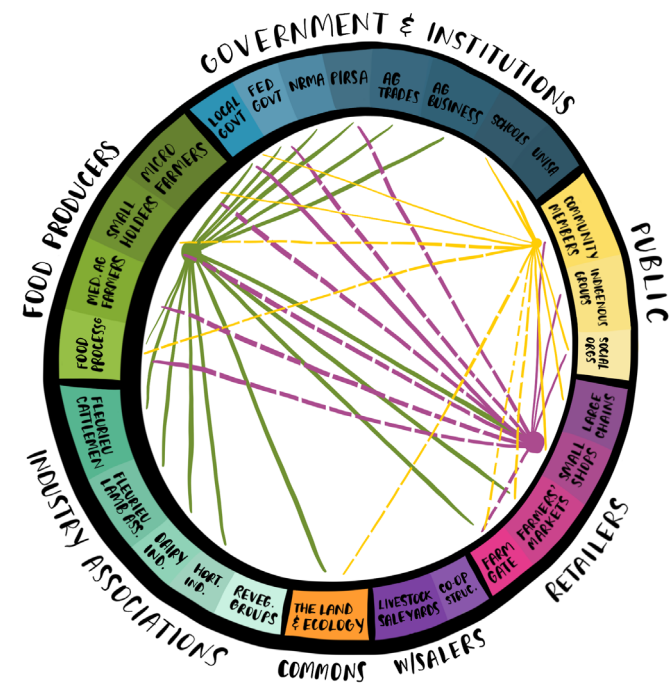 GOVERNMENT & INSTITUTIONS
LOCAL
GOVT
FED
GOVT
NRMA
PIRSA
AG
TRADES
AG
BUSINESS
SCHOOLS
UNISA
PUBLIC
COMMUNITY
MEMBERS
INDIGENOUS
GROUPS
SOCIAL
ORGS
RETAILERS
LARGE
CHAINS
SMALL
SHOPS
FARMERS'
MARKETS
FARM
GATE
W/SALERS
CO-OP
STRUC.
LIVESTOCK
SALEYARDS
COMMONS
THE LAND
& ECOLOGY
INDUSTRY ASSOCIATIONS
REVEG.
GROUPS
HORT.
IND.
DAIRY
IND.
FLEURIEU
LAMB ASS.
FLEURIEU
CATTLEMEN
FOOD PRODUCERS
FOOD
PROCESSG
MED. AG
FARMERS
SMALL
HOLDERS
MICRO
FARMERS